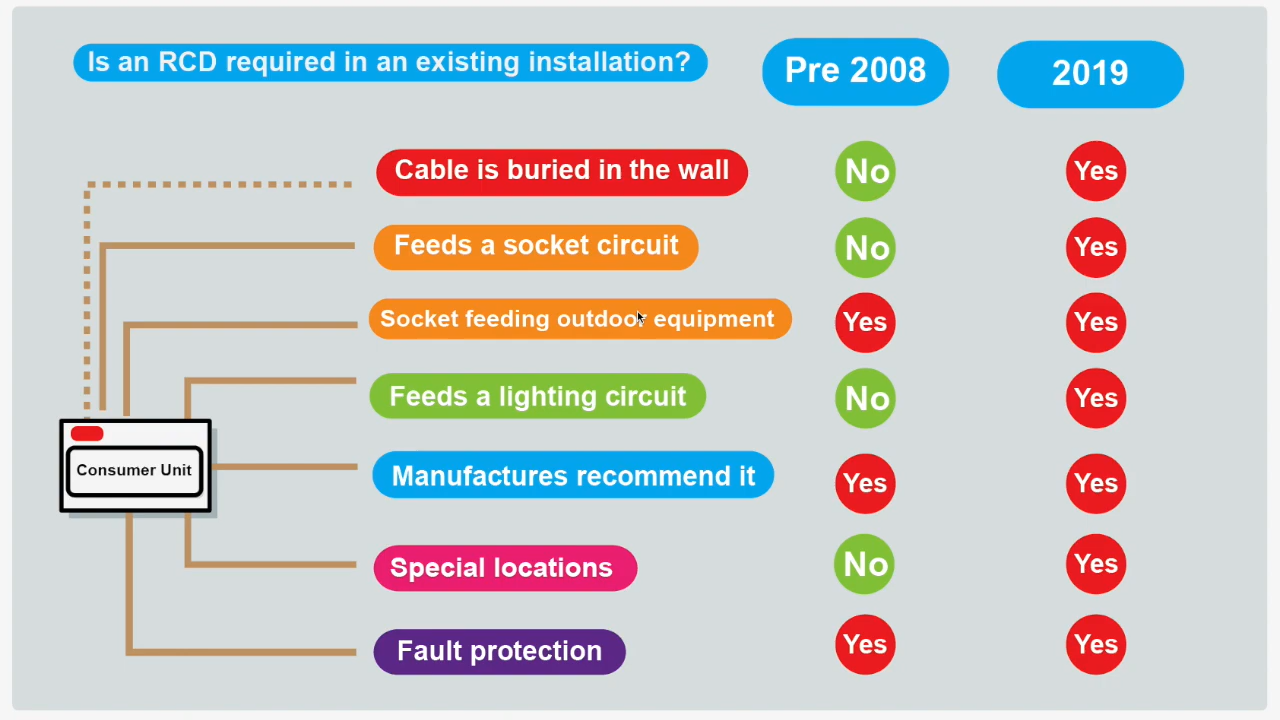 Is an RCD required in an existing installation?
Pre 2008
2019
Cable is buried in the wall
No
Yes
Feeds a socket circuit
No
Yes
Socket feeding outdoor equipment
Yes
Yes
Feeds a lighting circuit
No
Yes
Consumer Unit
Manufactures recommend it
Yes
Yes
Special locations
No
Yes
Fault protection
Yes
Yes